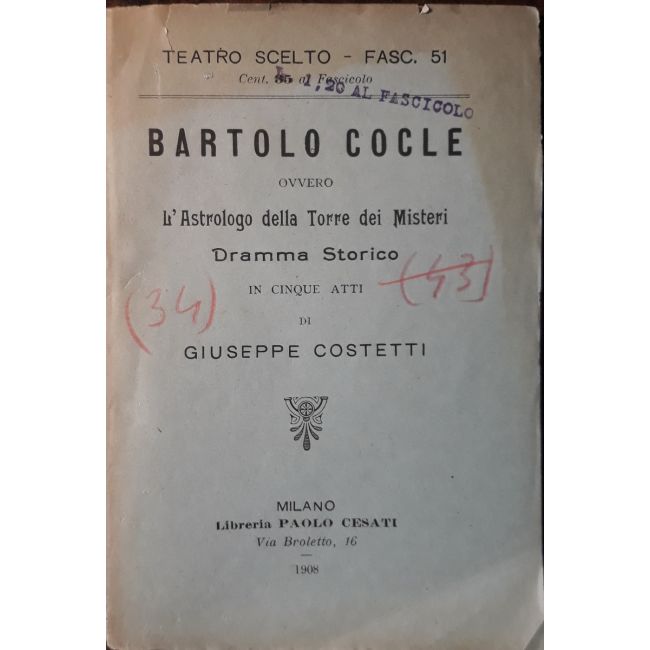 TEATRO SCELTO - FASC. 51
Cent. 35 al Fascicolo
L 1,20 AL FASCICOLO
BARTOLO COCLE
OVVERO
L'Astrologo della Torre dei Misteri
Dramma Storico
(43)
IN CINQUE ATTI
(34)
DI
GIUSEPPE COSTETTI
MILANO
Libreria PAOLO CESATI
Via Broletto, 16
1908